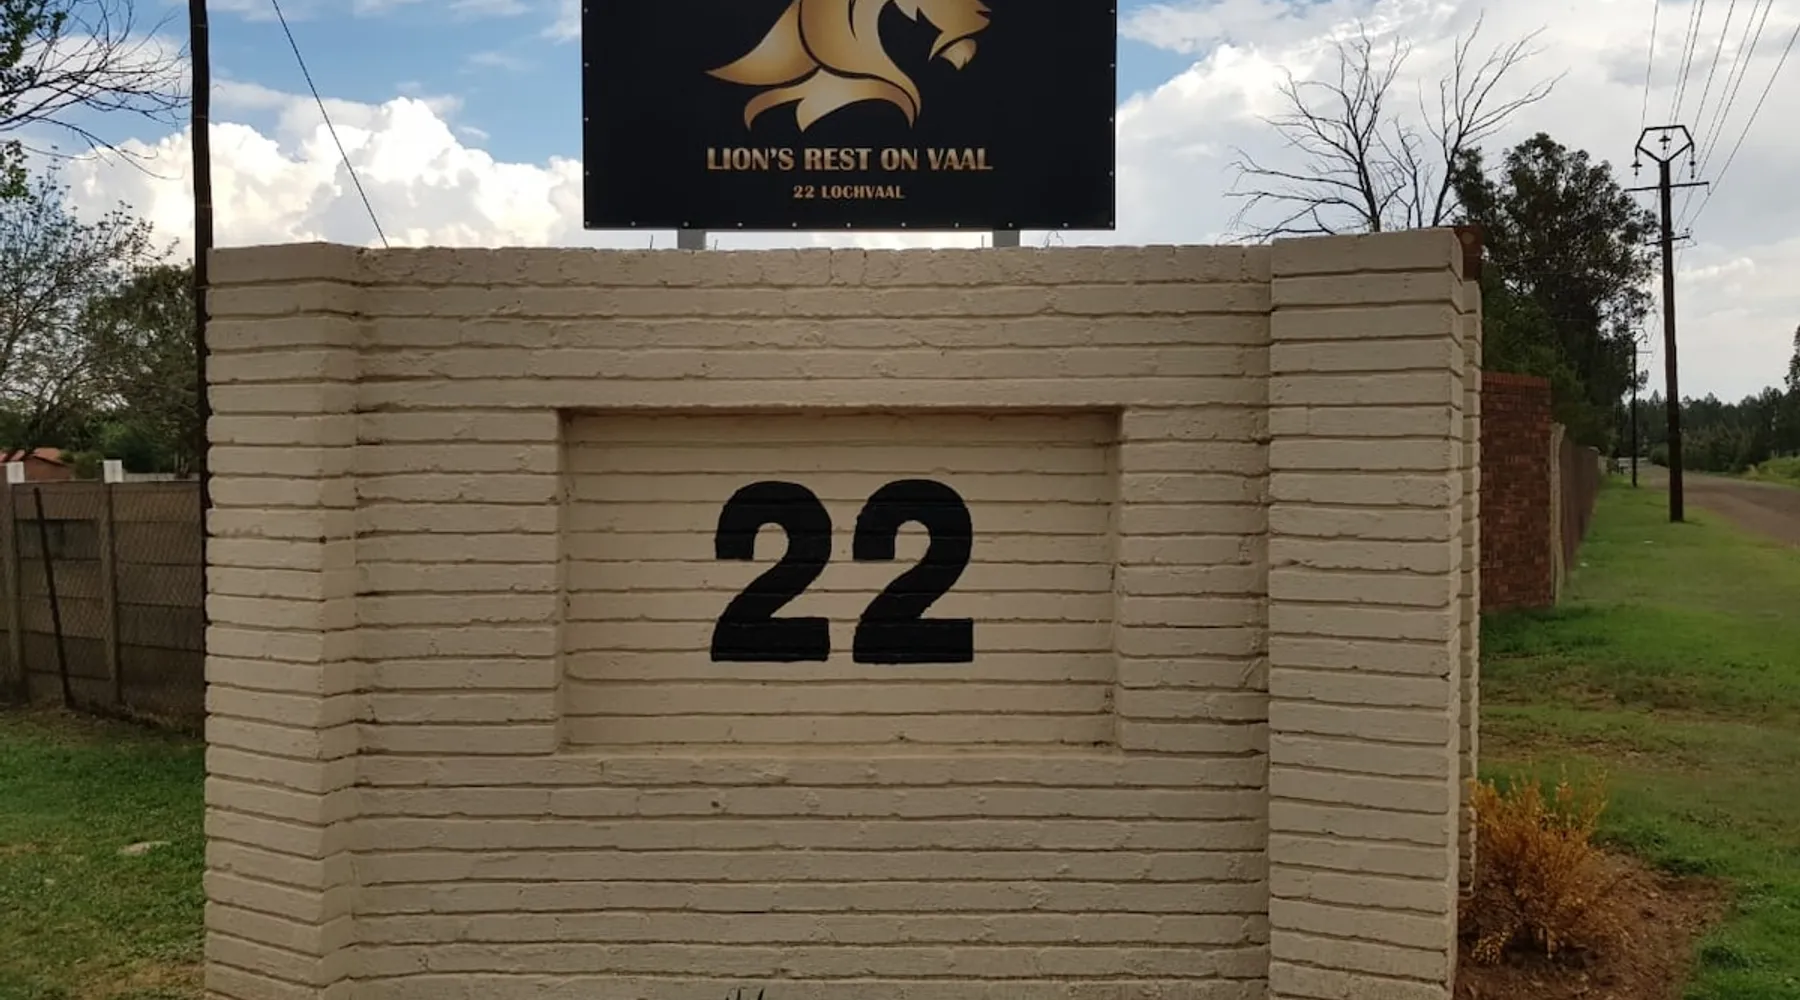 LION'S REST ON VAAL
22 LOCHVAAL
22